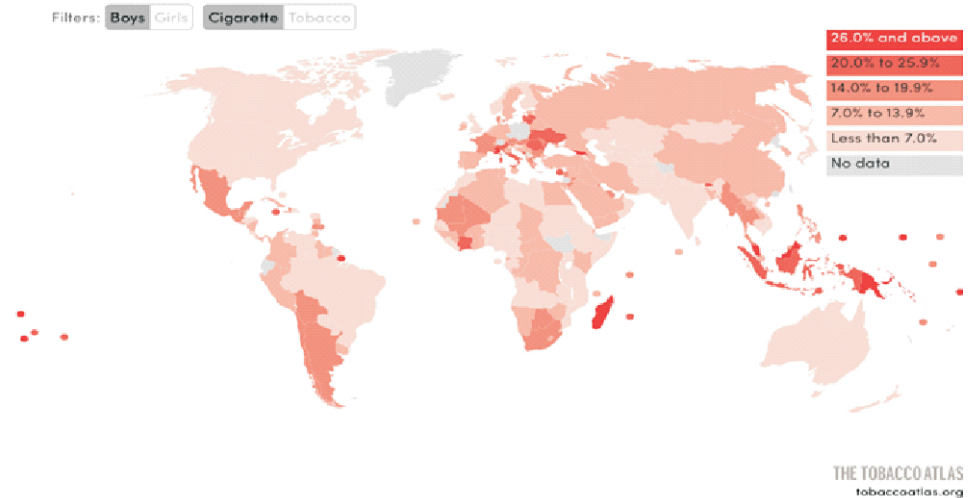 Filters: Boys Girls Cigarette Tobacco
26.0% and above
20.0% to 25.9%
14.0% to 19.9%
7.0% to 13.9%
Less than 7.0%
No data
THE TOBACCO ATLAS
tobaccoatlas.org